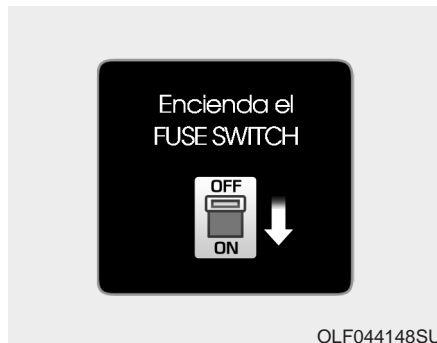 Encienda el
FUSE SWITCH
OFF
ON
OLF044148SU